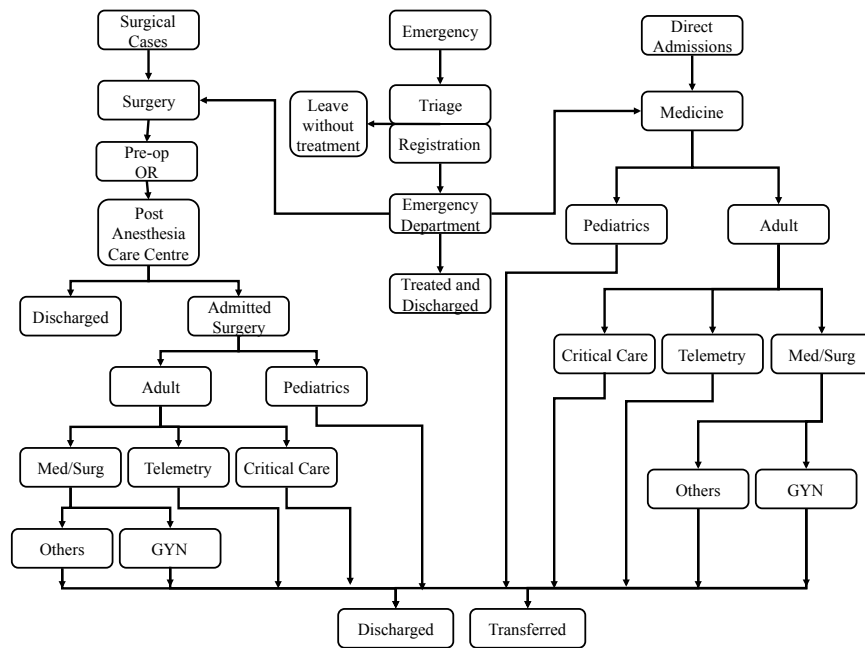 Surgical
Cases
Emergency
Direct
Admissions
Surgery
Leave
without
treatment
Triage
Registration
Medicine
Pre-op
OR
Post
Anesthesia
Care Centre
Emergency
Department
Pediatrics
Adult
Discharged
Admitted
Surgery
Treated and
Discharged
Critical Care
Telemetry
Med/Surg
Adult
Pediatrics
Med/Surg
Telemetry
Critical Care
Others
GYN
Others
GYN
Discharged
Transferred